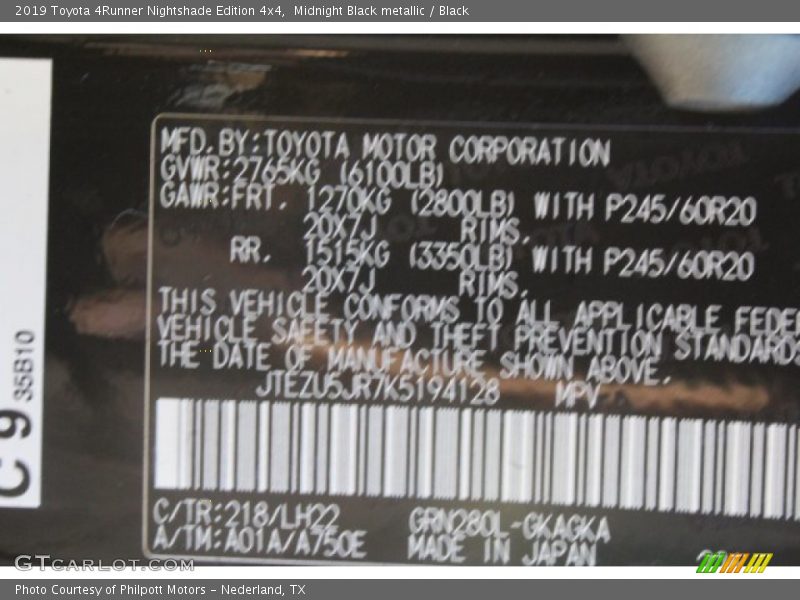 2019 Toyota 4Runner Nightshade Edition 4x4,  Midnight Black metallic / Black
MFD.BY:TOYOTA MOTOR CORPORATION
GVWR:2765KG (6100LB)
GAWR:FRT. 1270KG (2800LB) WITH P245/60R20
20X7J RIMS.
RR. 1515KG (3350LB) WITH P245/60R20
20X7J RIMS.
THIS VEHICLE CONFORMS TO ALL APPLICABLE FEDER
VEHICLE SAFETY AND THEFT PREVENTION STANDARDS
THE DATE OF MANUFACTURE SHOWN ABOVE.
JTEZU5JR7K5194128 MPV
C/TR:218/LH22 GRN280L-GKAGKA
A/TM:A01A/A750E MADE IN JAPAN
C 9 35B10
GTCARLOT.COM
Photo Courtesy of Philpott Motors - Nederland, TX